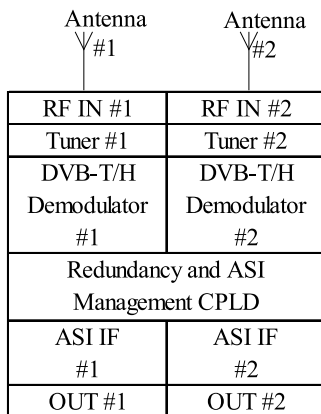 Antenna Antenna
#1 #2
RF IN #1 RF IN #2
Tuner #1 Tuner #2
DVB-T/H DVB-T/H
Demodulator Demodulator
#1 #2
Redundancy and ASI
Management CPLD
ASI IF ASI IF
#1 #2
OUT #1 OUT #2